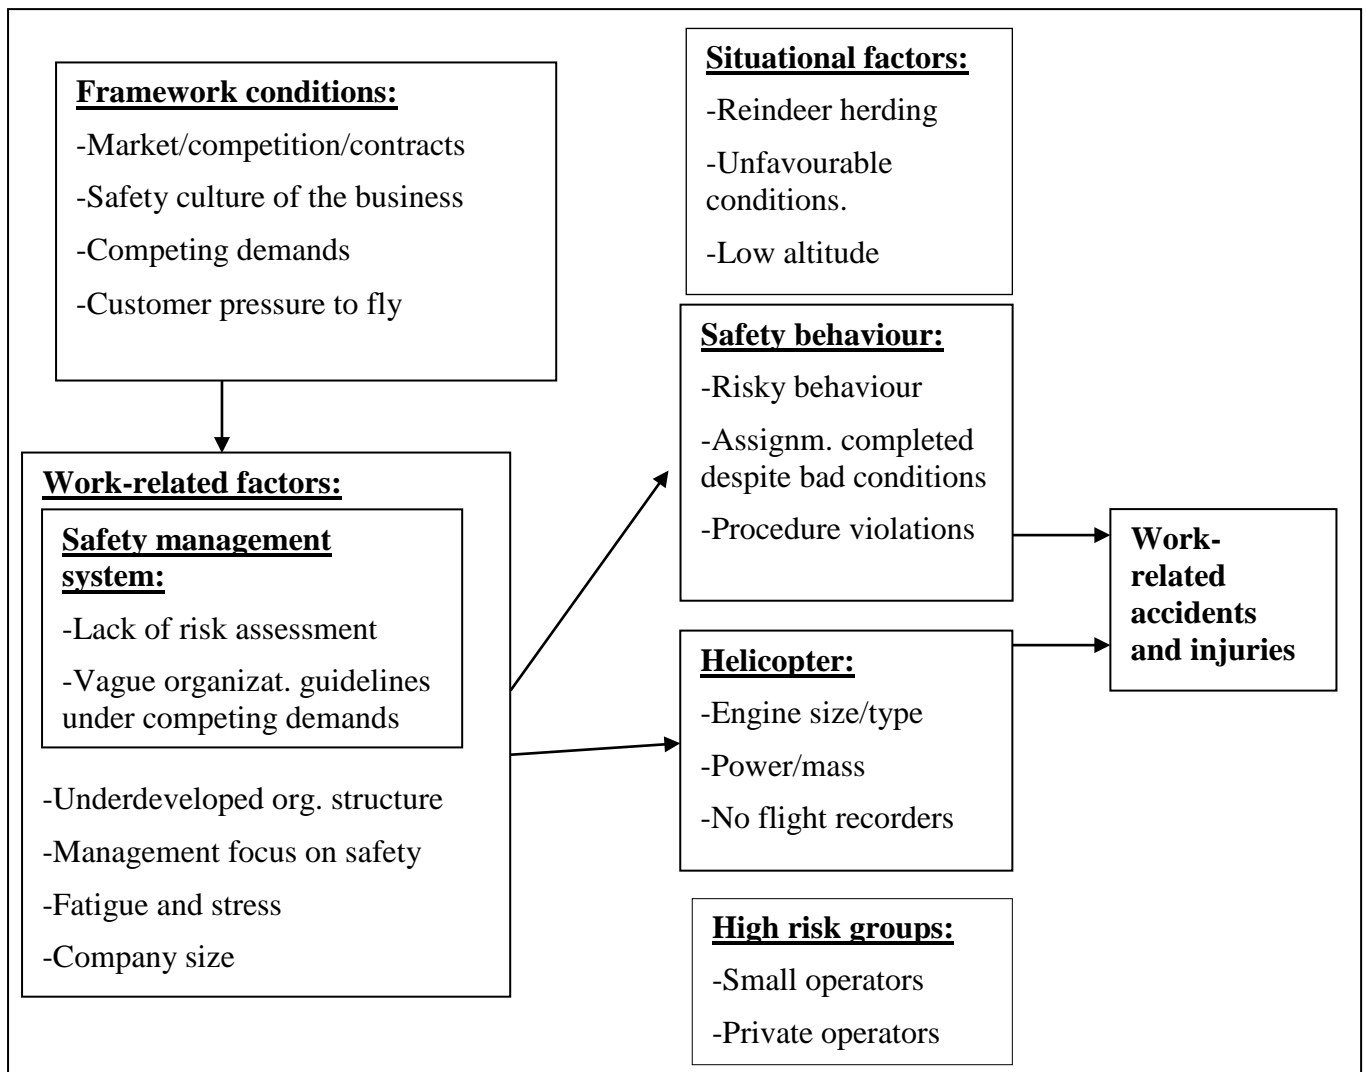 Framework conditions:
-Market/competition/contracts
-Safety culture of the business
-Competing demands
-Customer pressure to fly
Work-related factors:
Safety management
system:
-Lack of risk assessment
-Vague organizat. guidelines
under competing demands
-Underdeveloped org. structure
-Management focus on safety
-Fatigue and stress
-Company size
Situational factors:
-Reindeer herding
-Unfavourable
conditions.
-Low altitude
Safety behaviour:
-Risky behaviour
-Assignm. completed
despite bad conditions
-Procedure violations
Helicopter:
-Engine size/type
-Power/mass
-No flight recorders
High risk groups:
-Small operators
-Private operators
Work-
related
accidents
and injuries